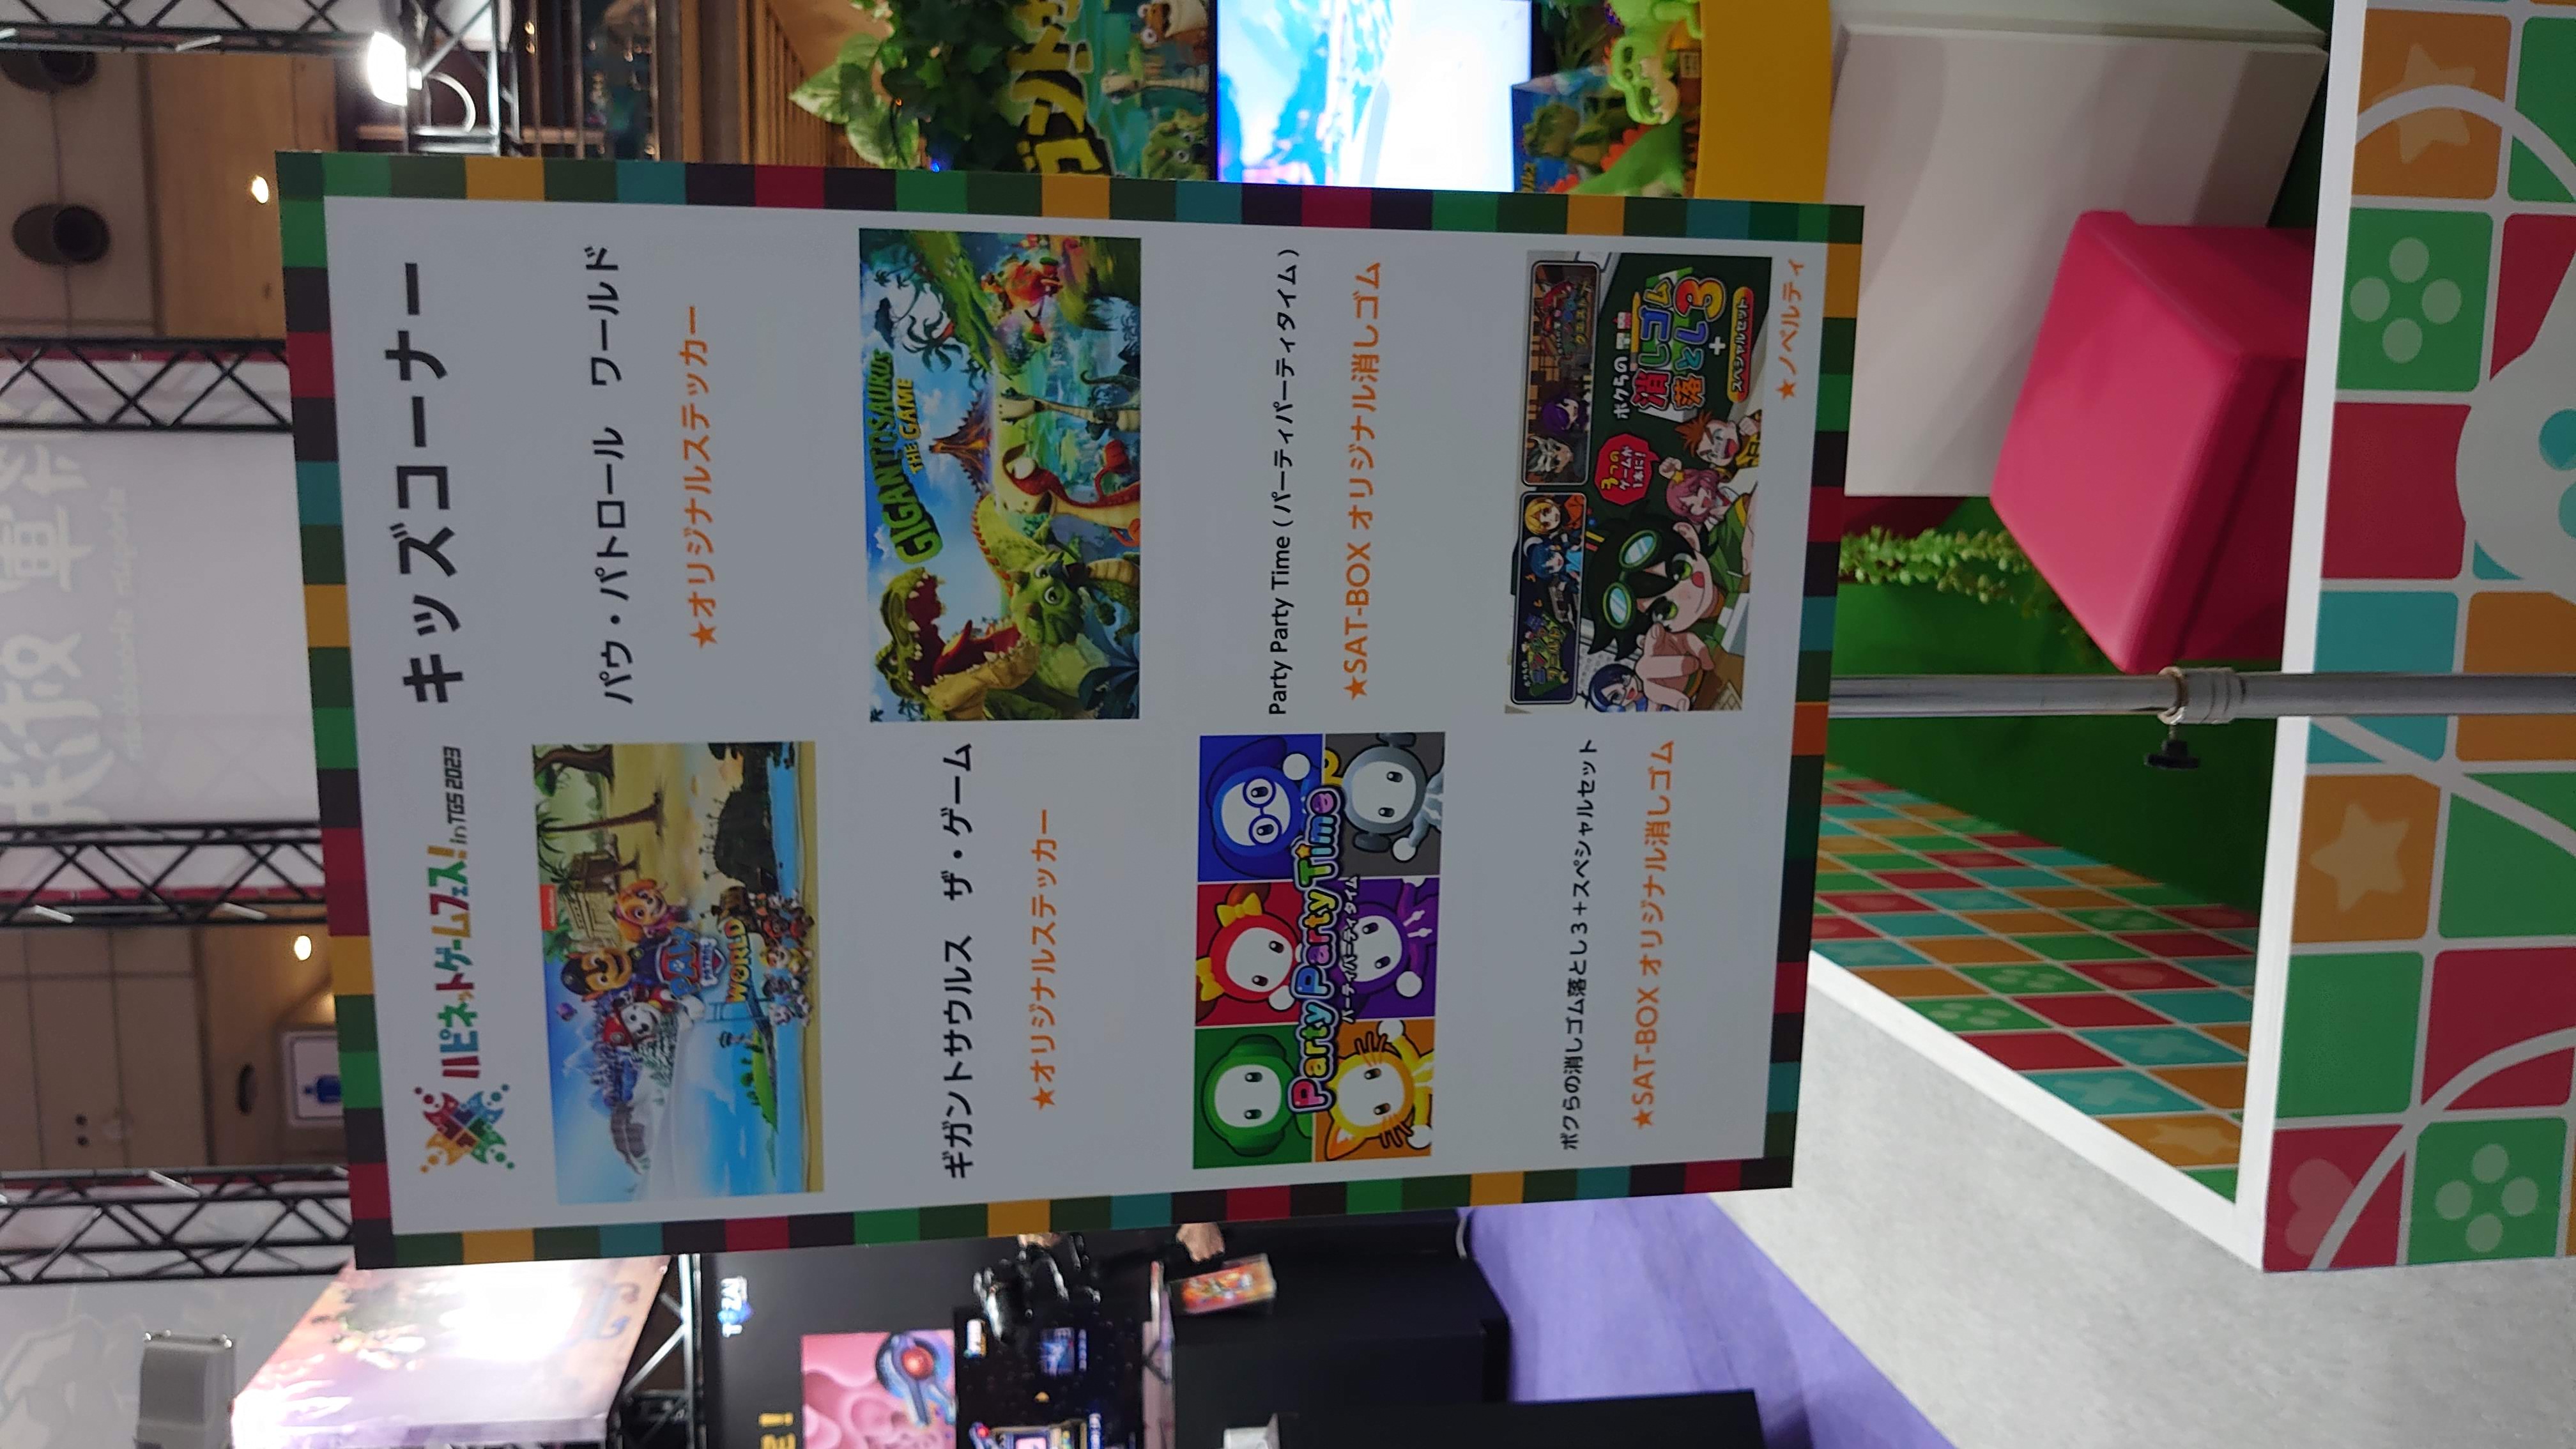 対決
shogun showdown
ハピネットゲームフェス! in TGS 2023
キッズコーナー
nickelodeon
PAW
PATROL
WORLD
パウ・パトロール ワールド
★オリジナルステッカー
TOZAI
定!
ギガントサウルス ザ・ゲーム
★オリジナルステッカー
GIGANTOSAURUS
THE GAME
Party Party Time
パーティパーティタイム
Party Party Time (パーティパーティタイム)
★SAT-BOX オリジナル消しゴム
ボクらの消しゴム落とし3+スペシャルセット
★SAT-BOX オリジナル消しゴム
3つの
ゲームが
1本に!
ボクらの
消しゴム
落とし3
+
スペシャルセット
★ノベルティ